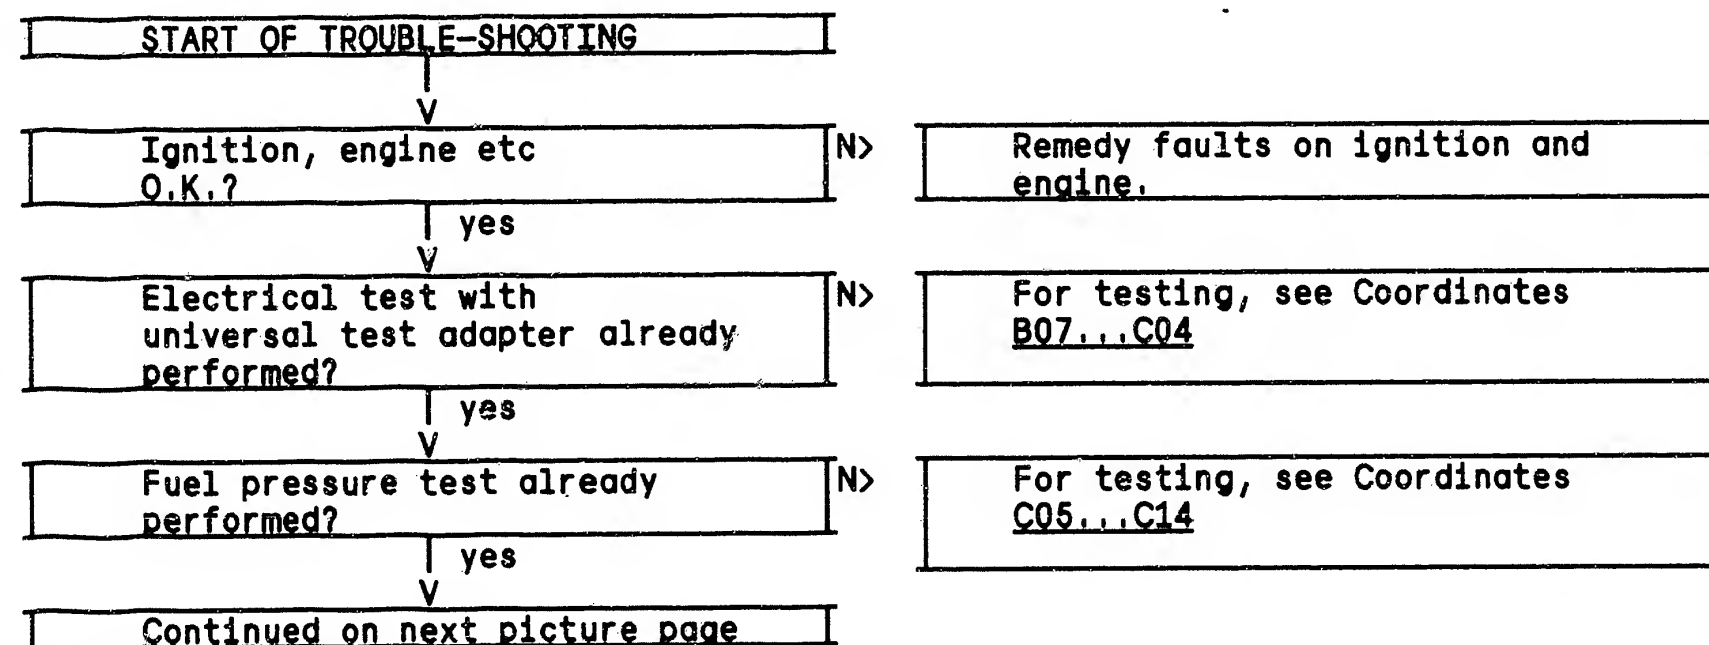 START OF TROUBLE-SHOOTING
V
Ignition, engine etc
O.K.?
N>
Remedy faults on ignition and
engine.
yes
V
Electrical test with
universal test adapter already
performed?
N>
For testing, see Coordinates
B07...C04
yes
V
Fuel pressure test already
performed?
N>
For testing, see Coordinates
C05...C14
yes
V
Continued on next picture page